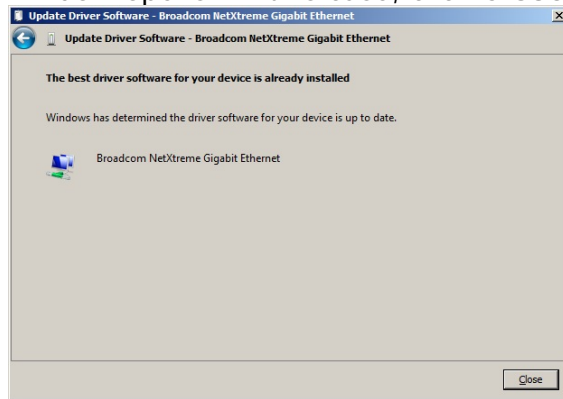 Update Driver Software - Broadcom NetXtreme Gigabit Ethernet
Update Driver Software - Broadcom NetXtreme Gigabit Ethernet
The best driver software for your device is already installed
Windows has determined the driver software for your device is up to date.
Broadcom NetXtreme Gigabit Ethernet
Close